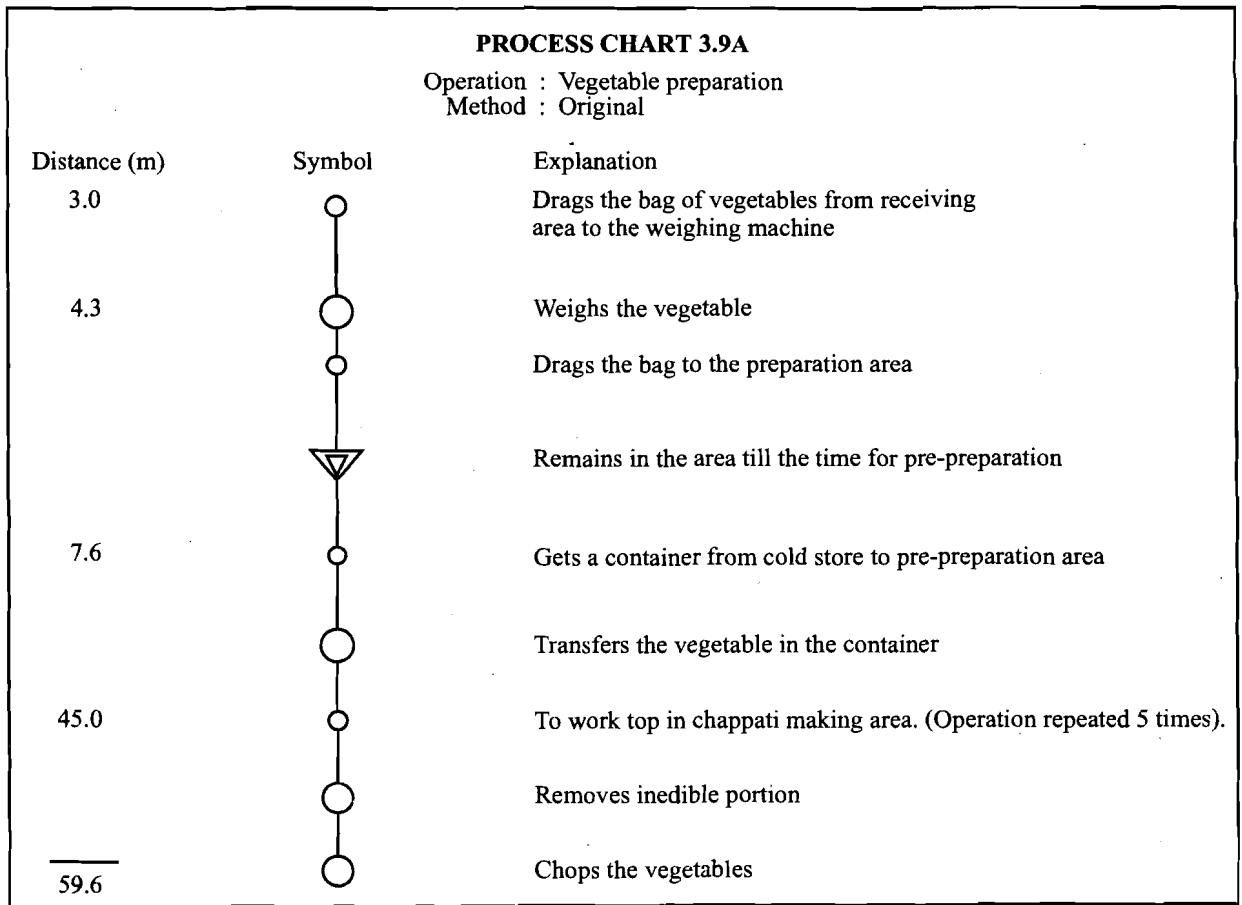 PROCESS CHART 3.9A
Operation : Vegetable preparation
Method : Original
Distance (m) Symbol Explanation
3.0 Drags the bag of vegetables from receiving
area to the weighing machine
4.3 Weighs the vegetable
Drags the bag to the preparation area
Remains in the area till the time for pre-preparation
7.6 Gets a container from cold store to pre-preparation area
Transfers the vegetable in the container
45.0 To work top in chappati making area. (Operation repeated 5 times).
Removes inedible portion
Chops the vegetables
59.6